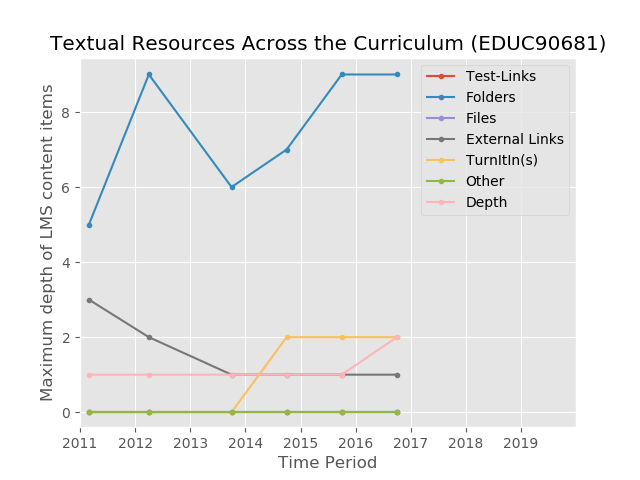 Textual Resources Across the Curriculum (EDUC90681)
Maximum depth of LMS content items
8
6
4
2
0
Test-Links
Folders
Files
External Links
TurnItIn(s)
Other
Depth
2011 2012 2013 2014 2015 2016 2017 2018 2019
Time Period